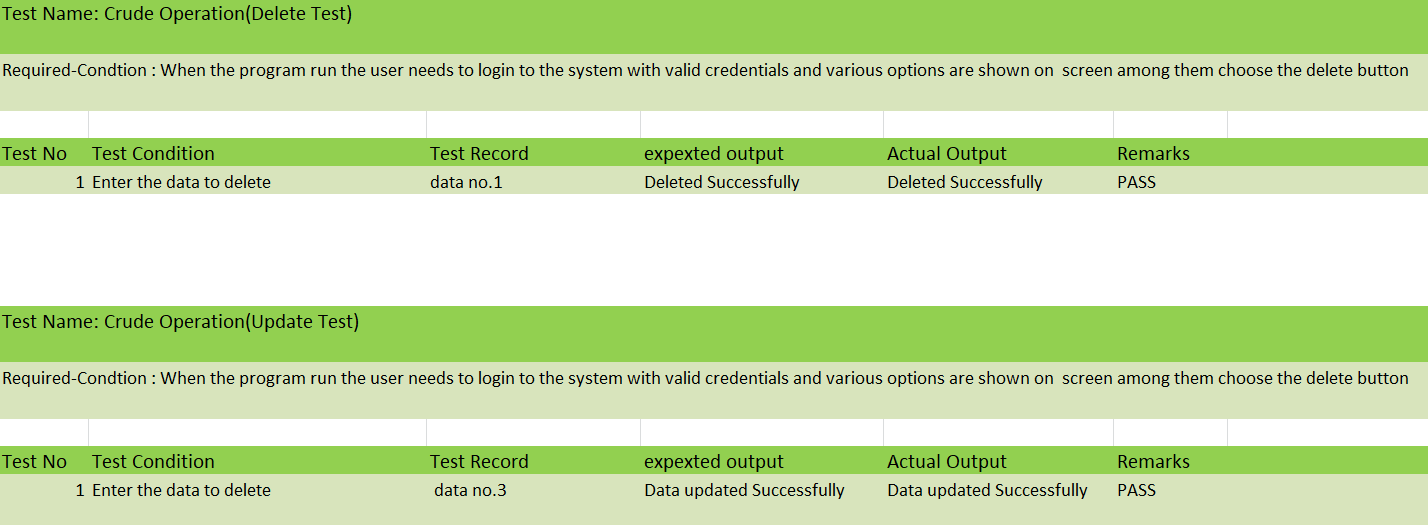 Test Name: Crude Operation(Delete Test)
Required-Condtion : When the program run the user needs to login to the system with valid credentials and various options are shown on  screen among them choose the delete button
Test No Test Condition Test Record expexted output Actual Output Remarks
1 Enter the data to delete data no.1 Deleted Successfully Deleted Successfully PASS
Test Name: Crude Operation(Update Test)
Required-Condtion : When the program run the user needs to login to the system with valid credentials and various options are shown on  screen among them choose the delete button
Test No Test Condition Test Record expexted output Actual Output Remarks
1 Enter the data to delete data no.3 Data updated Successfully Data updated Successfully PASS